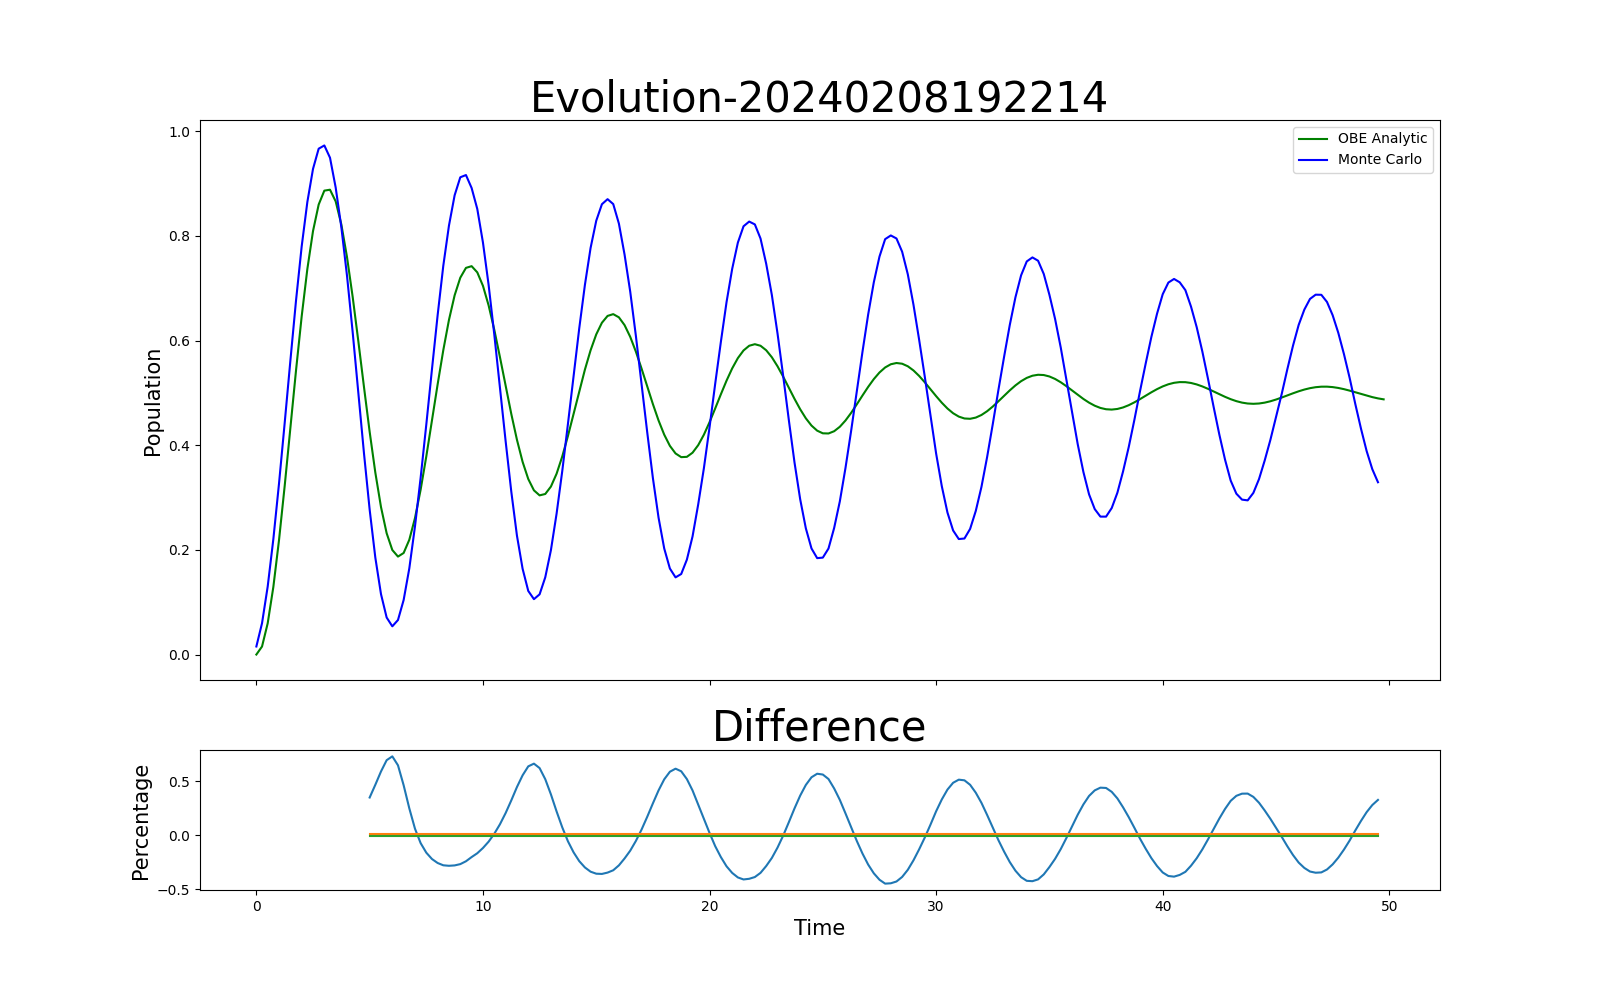 Evolution-20240208192214
OBE Analytic
Monte Carlo
1.0
0.8
0.6
0.4
0.2
0.0
Population
Difference
0.5
0.0
−0.5
Percentage
0 10 20 30 40 50
Time